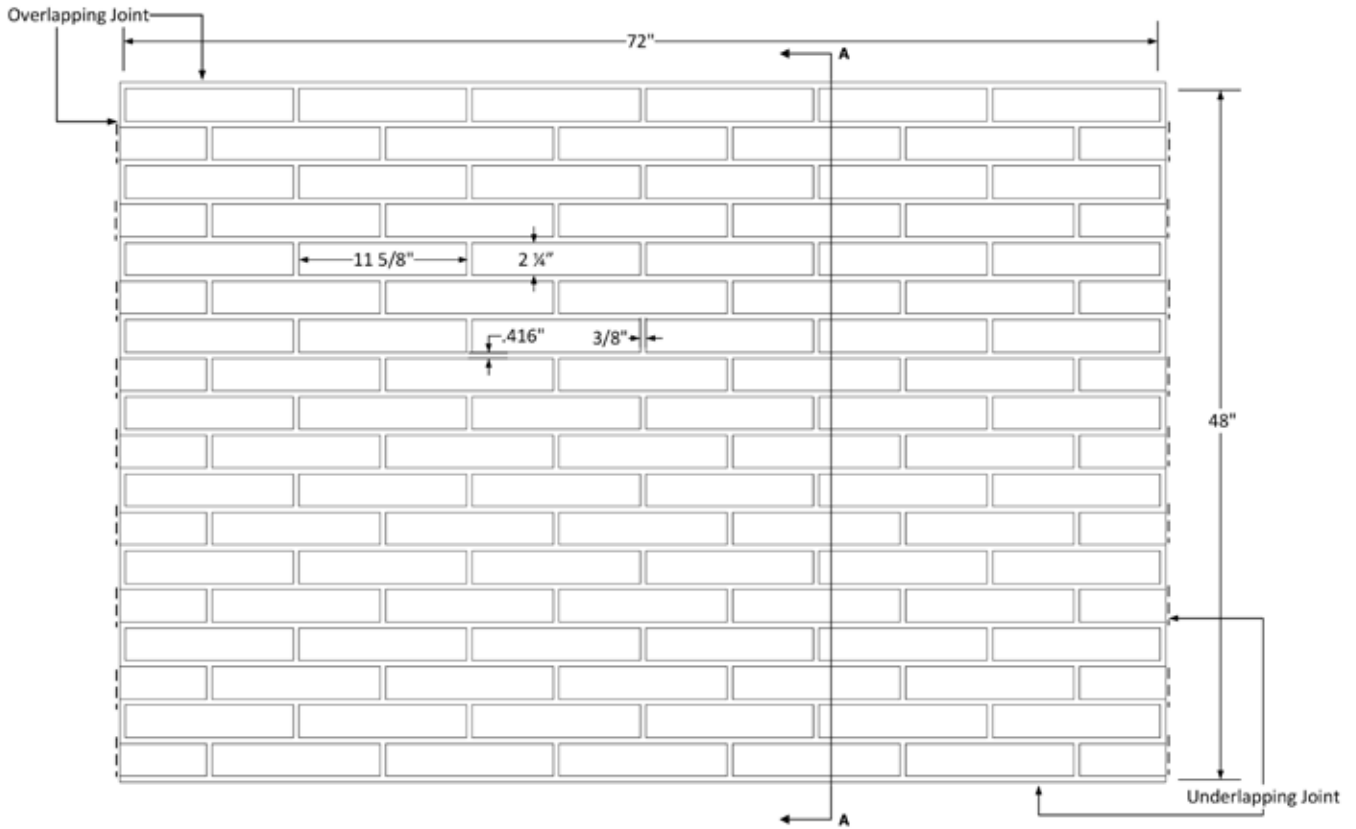 Overlapping Joint
72"
A
11 5/8"
2 ¼"
.416"
3/8"
48"
Underlapping Joint
A